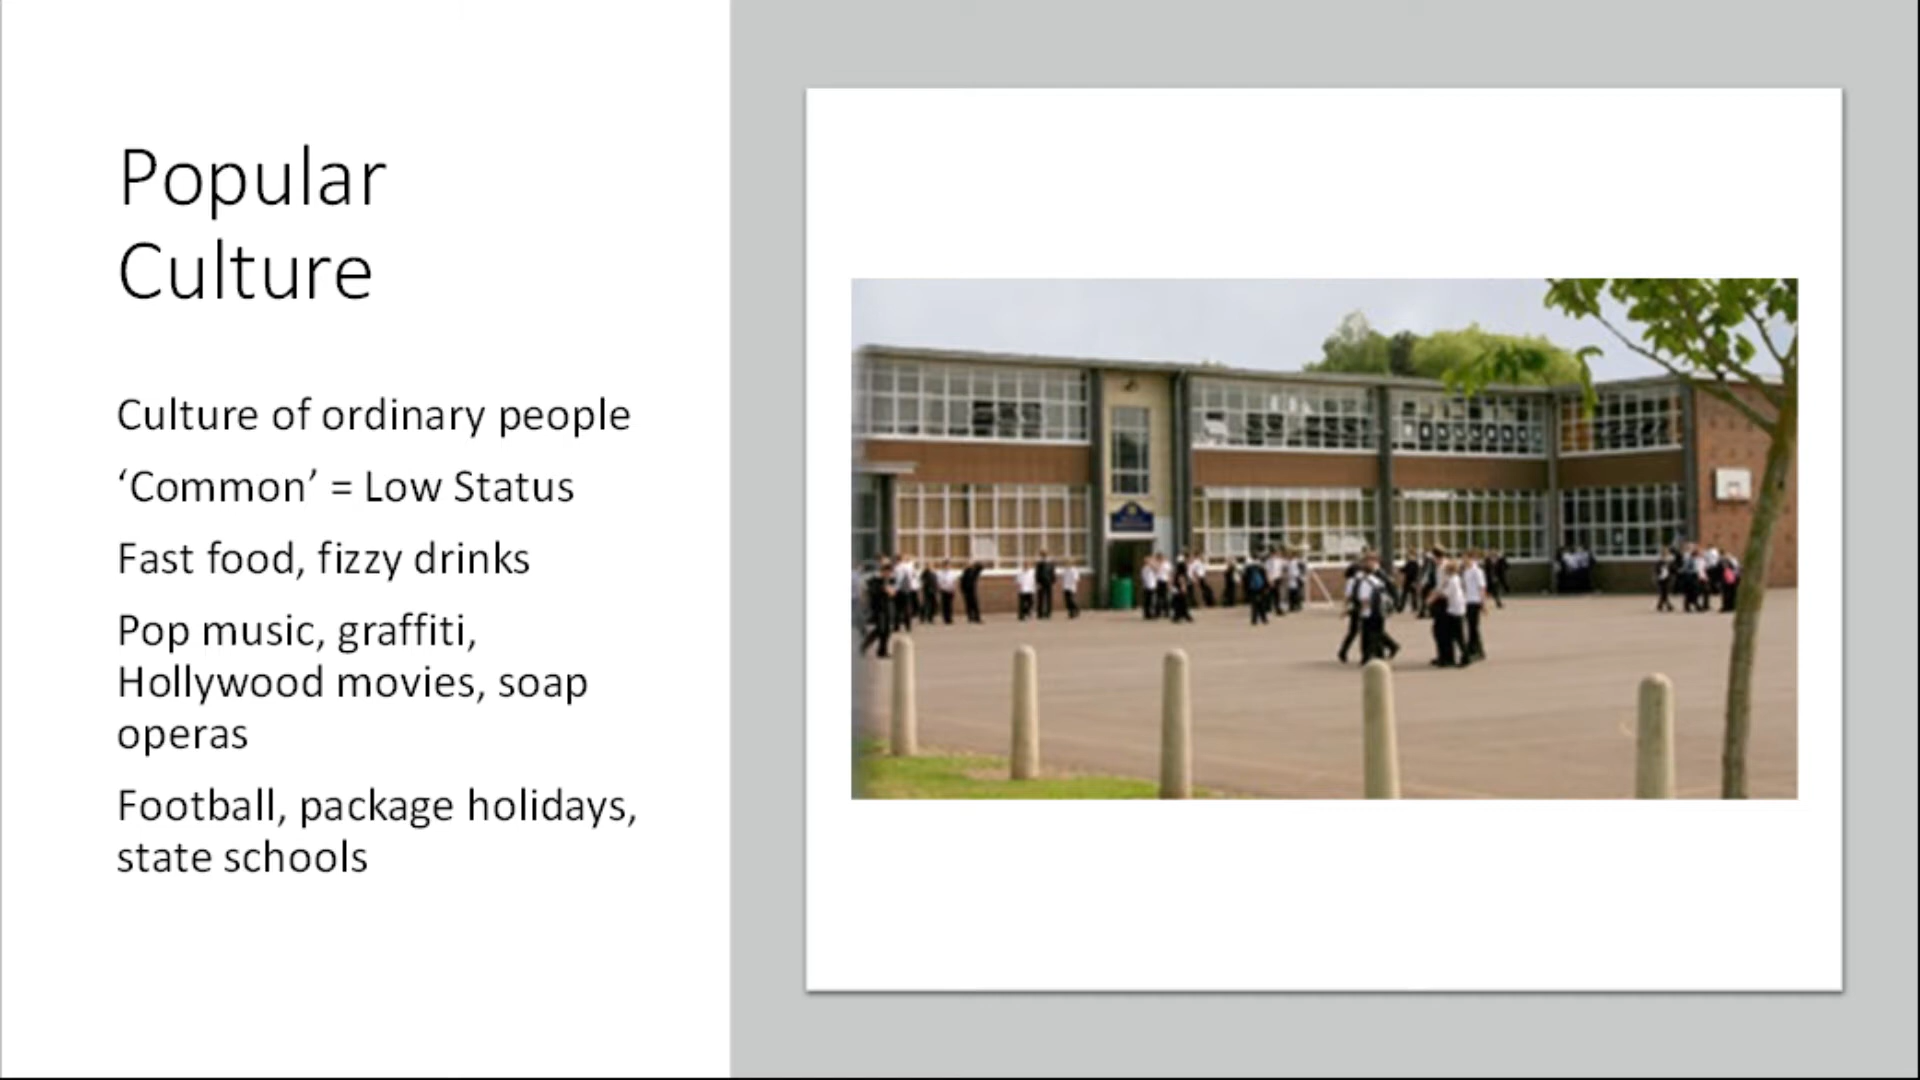 Popular
Culture
Culture of ordinary people
‘Common’ = Low Status
Fast food, fizzy drinks
Pop music, graffiti,
Hollywood movies, soap
operas
Football, package holidays,
state schools